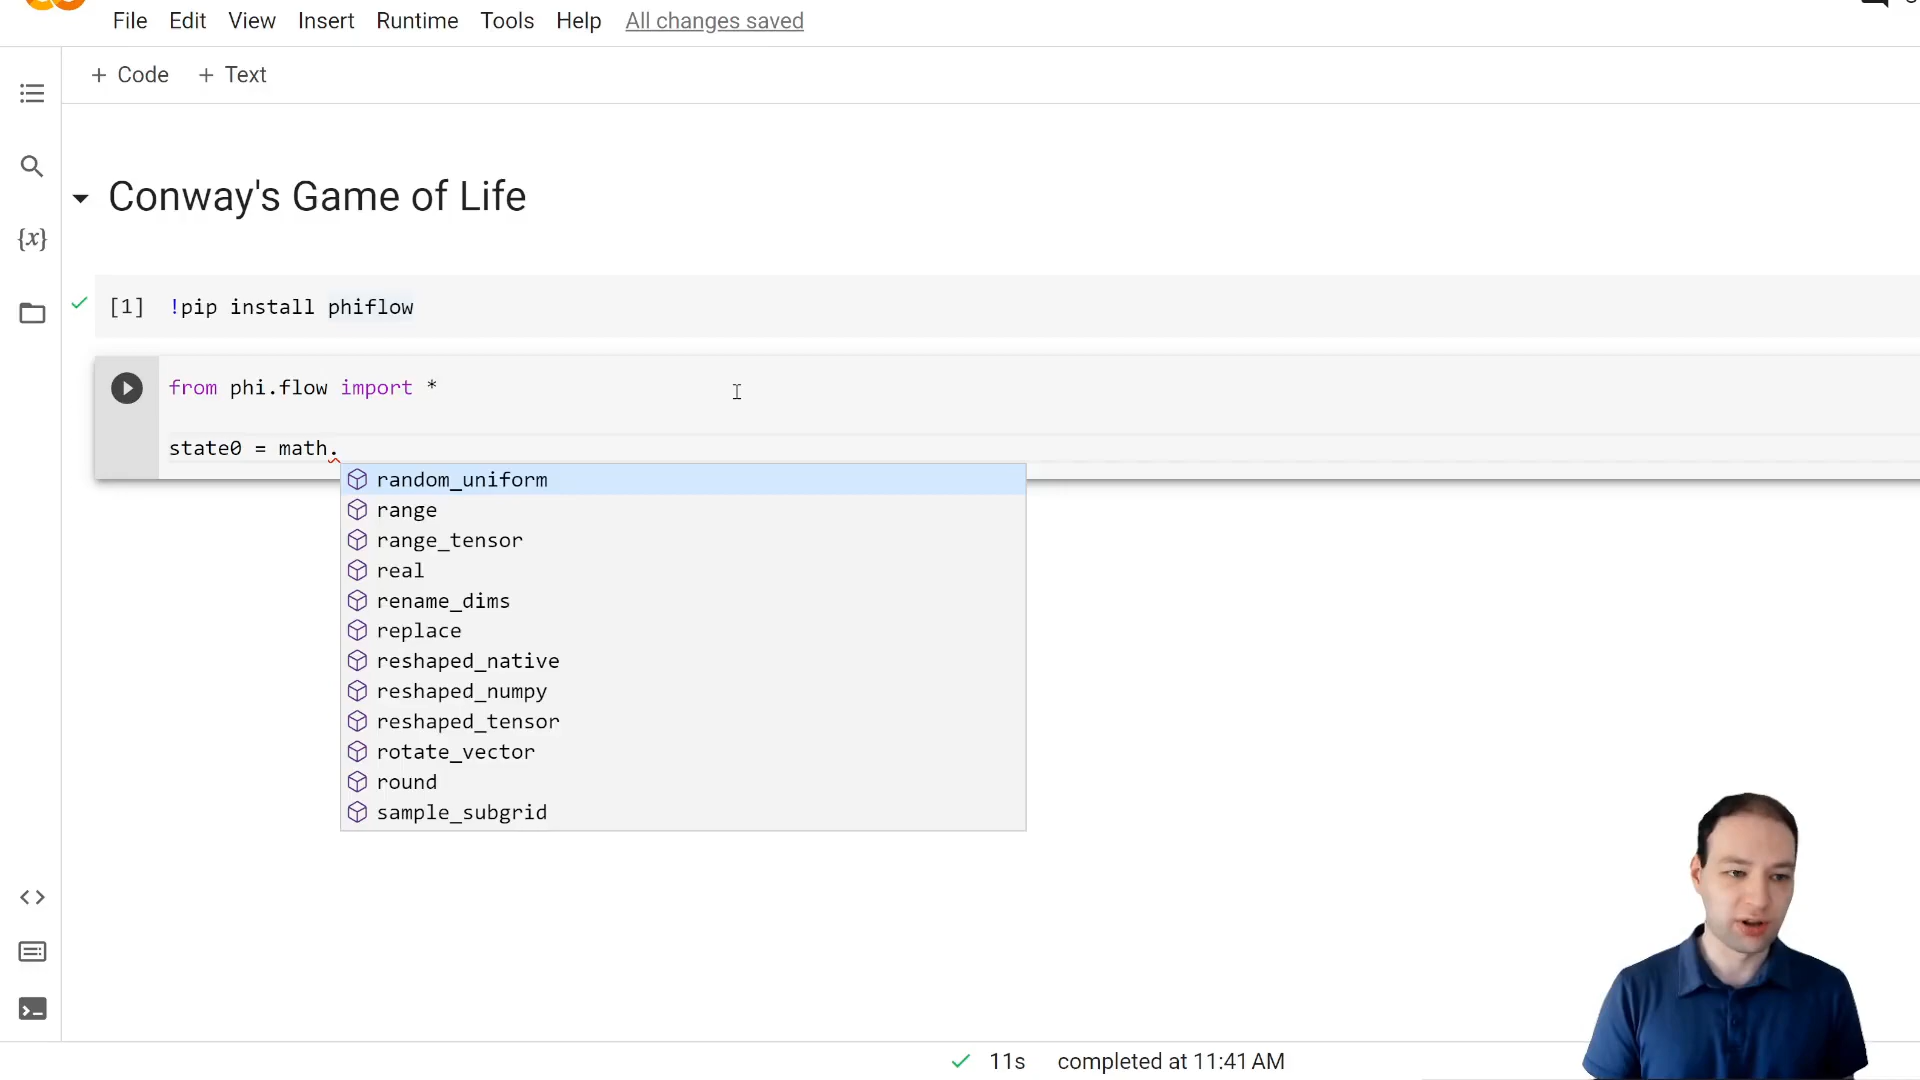 File Edit View Insert Runtime Tools Help All changes saved
+ Code + Text
Conway's Game of Life
{x}
[1] !pip install phiflow
from phi.flow import *
state0 = math.
random_uniform
range
range_tensor
real
rename_dims
replace
reshaped_native
reshaped_numpy
reshaped_tensor
rotate_vector
round
sample_subgrid
11s completed at 11:41 AM